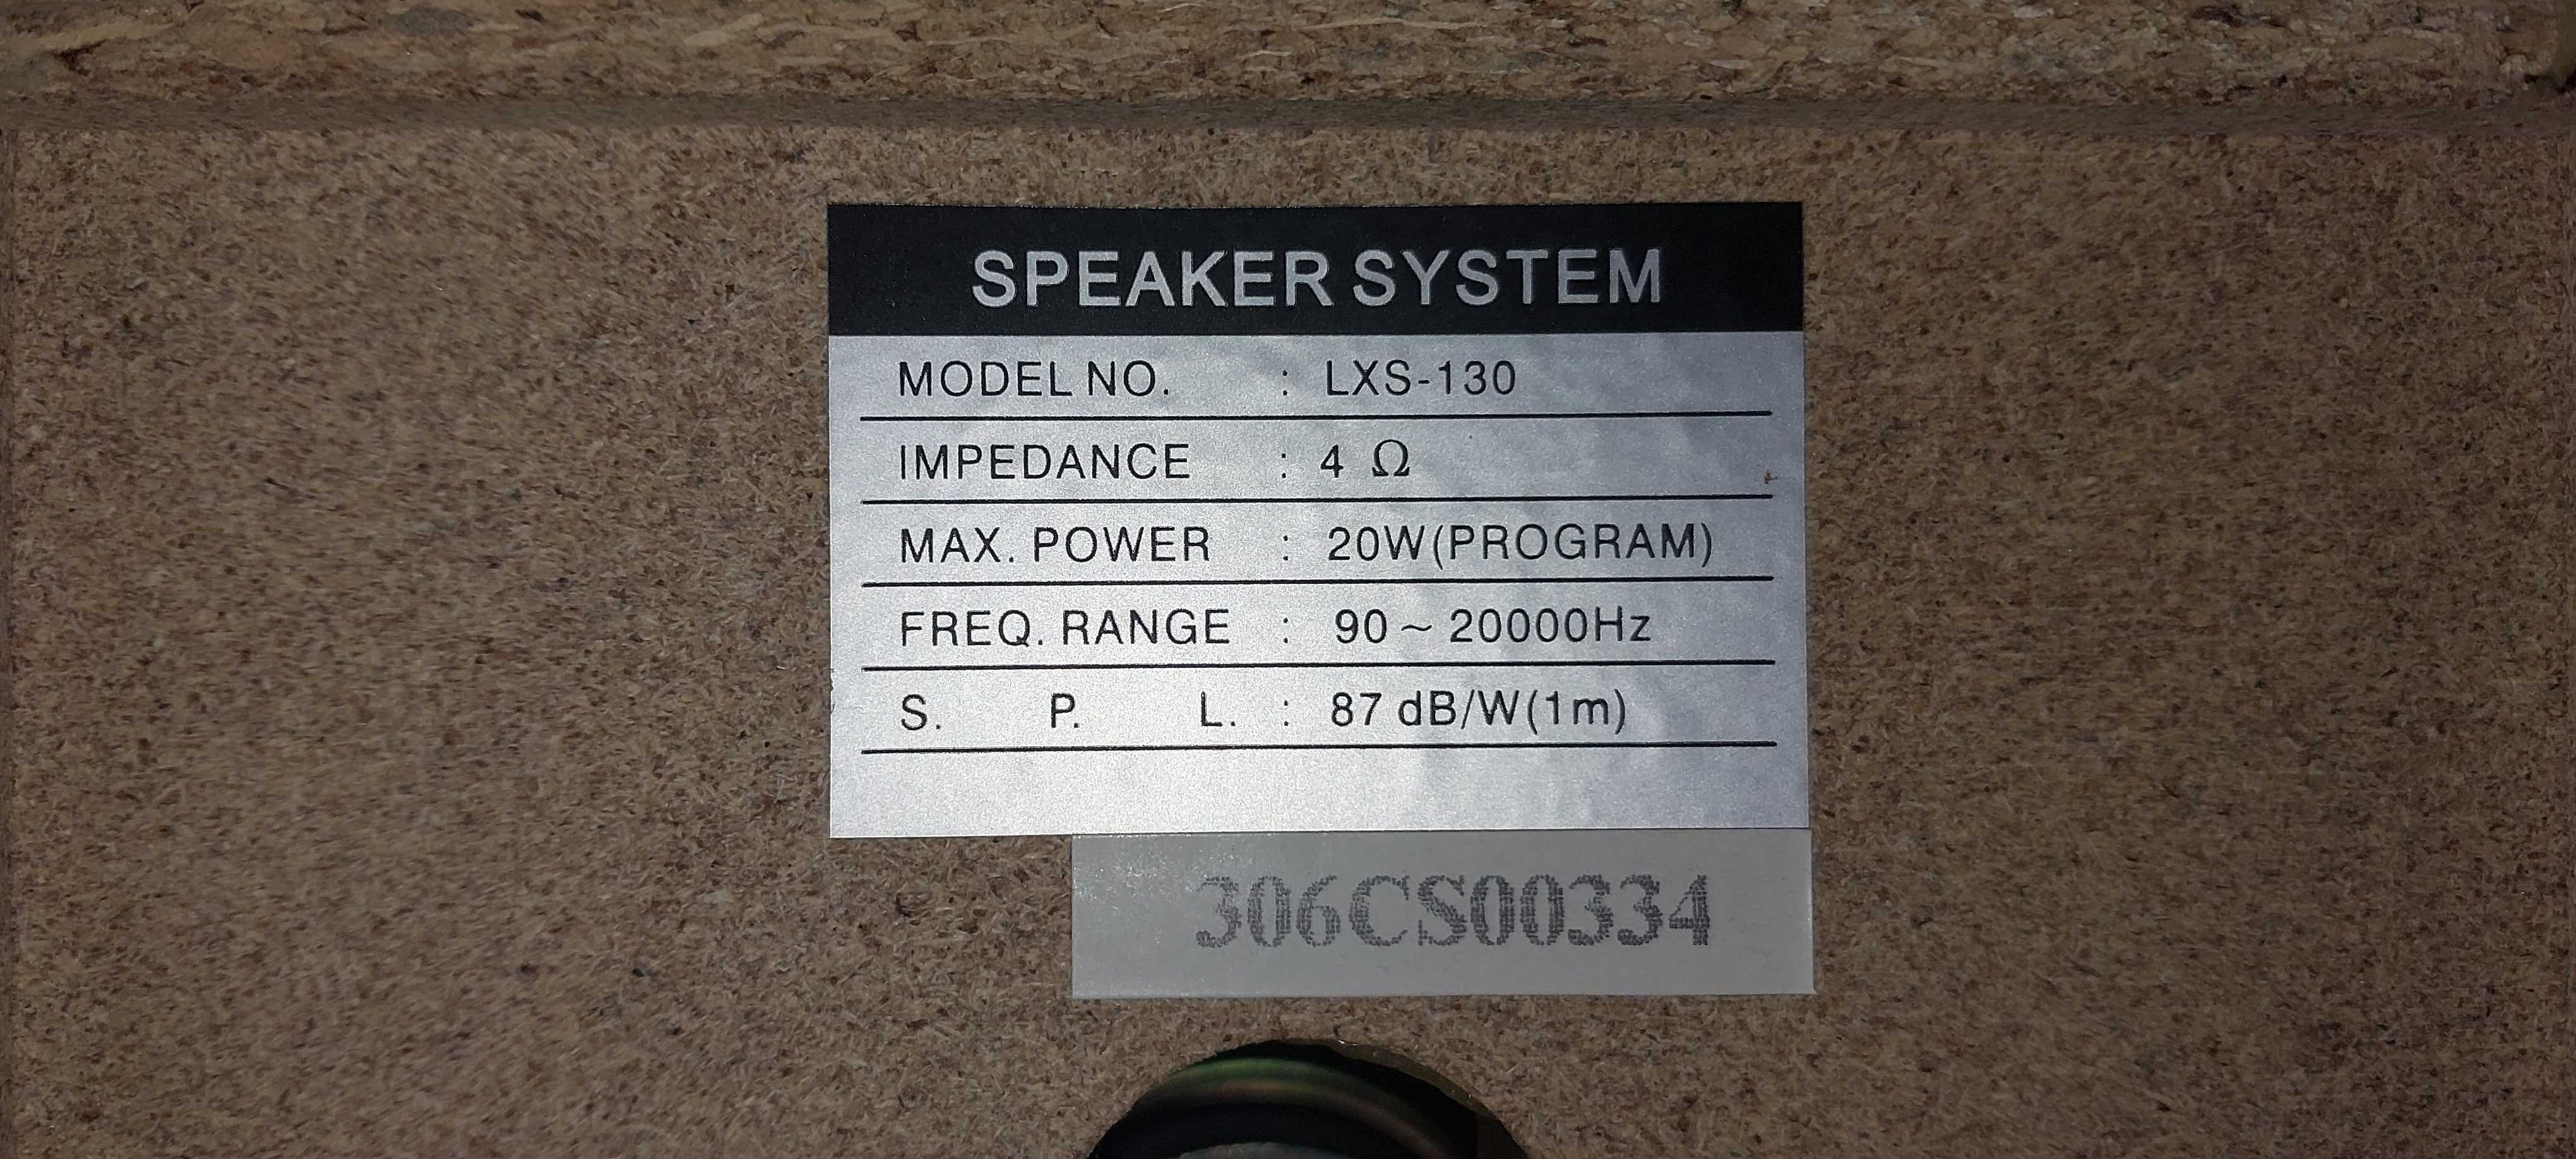 SPEAKER SYSTEM
MODEL NO. : LXS-130
IMPEDANCE : 4 Ω
MAX. POWER : 20W(PROGRAM)
FREQ. RANGE : 90 ~ 20000Hz
S. P. L. : 87 dB/W(1m)
306CS00334